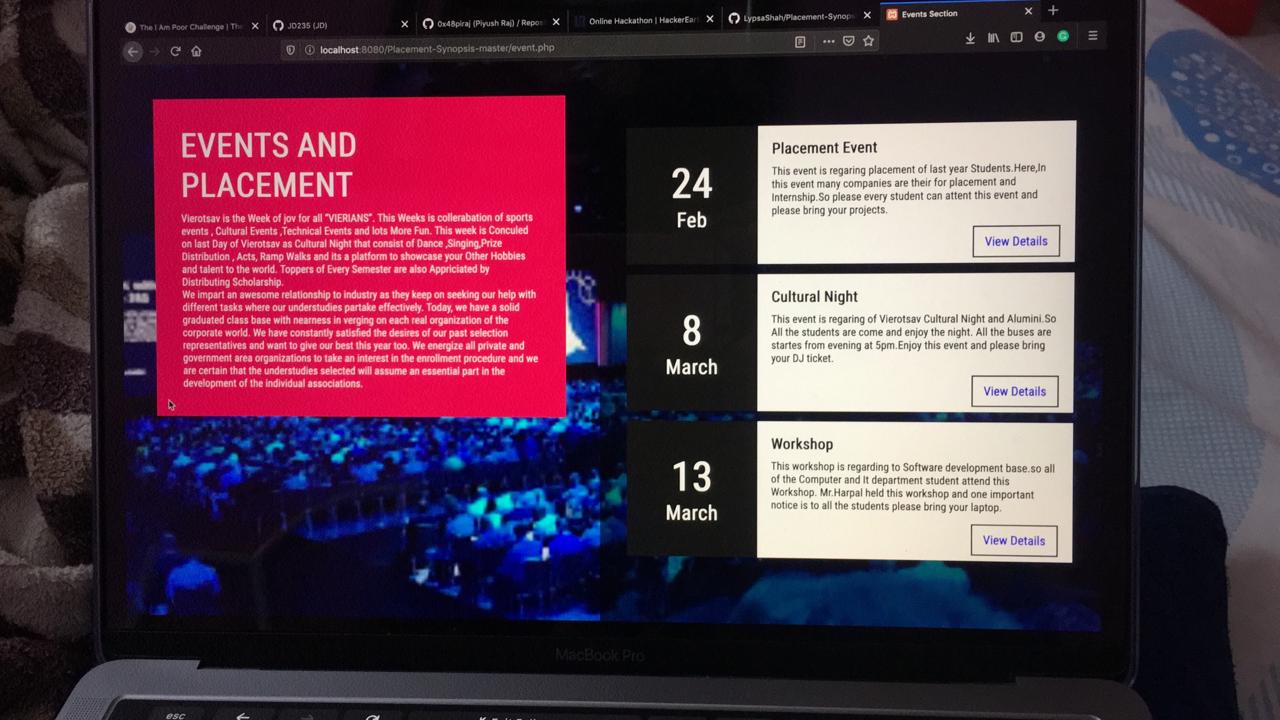 The I Am Poor Challenge | Th
JD235 (JD)
0x48piraj (Piyush Raj) / Repos
Online Hackathon | HackerEar
LypsaShah/Placement-Synops
Events Section
localhost:8080/Placement-Synopsis-master/event.php
EVENTS AND
PLACEMENT
Vierotsav is the Week of jov for all "VIERIANS". This Weeks is collerabation of sports
events , Cultural Events ,Technical Events and lots More Fun. This week is Conculed
on last Day of Vierotsav as Cultural Night that consist of Dance ,Singing,Prize
Distribution , Acts, Ramp Walks and its a platform to showcase your Other Hobbies
and talent to the world. Toppers of Every Semester are also Appriciated by
Distributing Scholarship.
We impart an awesome relationship to industry as they keep on seeking our help with
different tasks where our understudies partake effectively. Today, we have a solid
graduated class base with nearness in verging on each real organization of the
corporate world. We have constantly satisfied the desires of our past selection
representatives and want to give our best this year too. We energize all private and
government area organizations to take an interest in the enrollment procedure and we
are certain that the understudies selected will assume an essential part in the
development of the individual associations.
24
Feb
Placement Event
This event is regaring placement of last year Students.Here,In
this event many companies are their for placement and
Internship.So please every student can attent this event and
please bring your projects.
View Details
8
March
Cultural Night
This event is regaring of Vierotsav Cultural Night and Alumini.So
All the students are come and enjoy the night. All the buses are
startes from evening at 5pm.Enjoy this event and please bring
your DJ ticket.
View Details
13
March
Workshop
This workshop is regarding to Software development base.so all
of the Computer and It department student attend this
Workshop. Mr.Harpal held this workshop and one important
notice is to all the students please bring your laptop.
View Details
MacBook Pro
esc